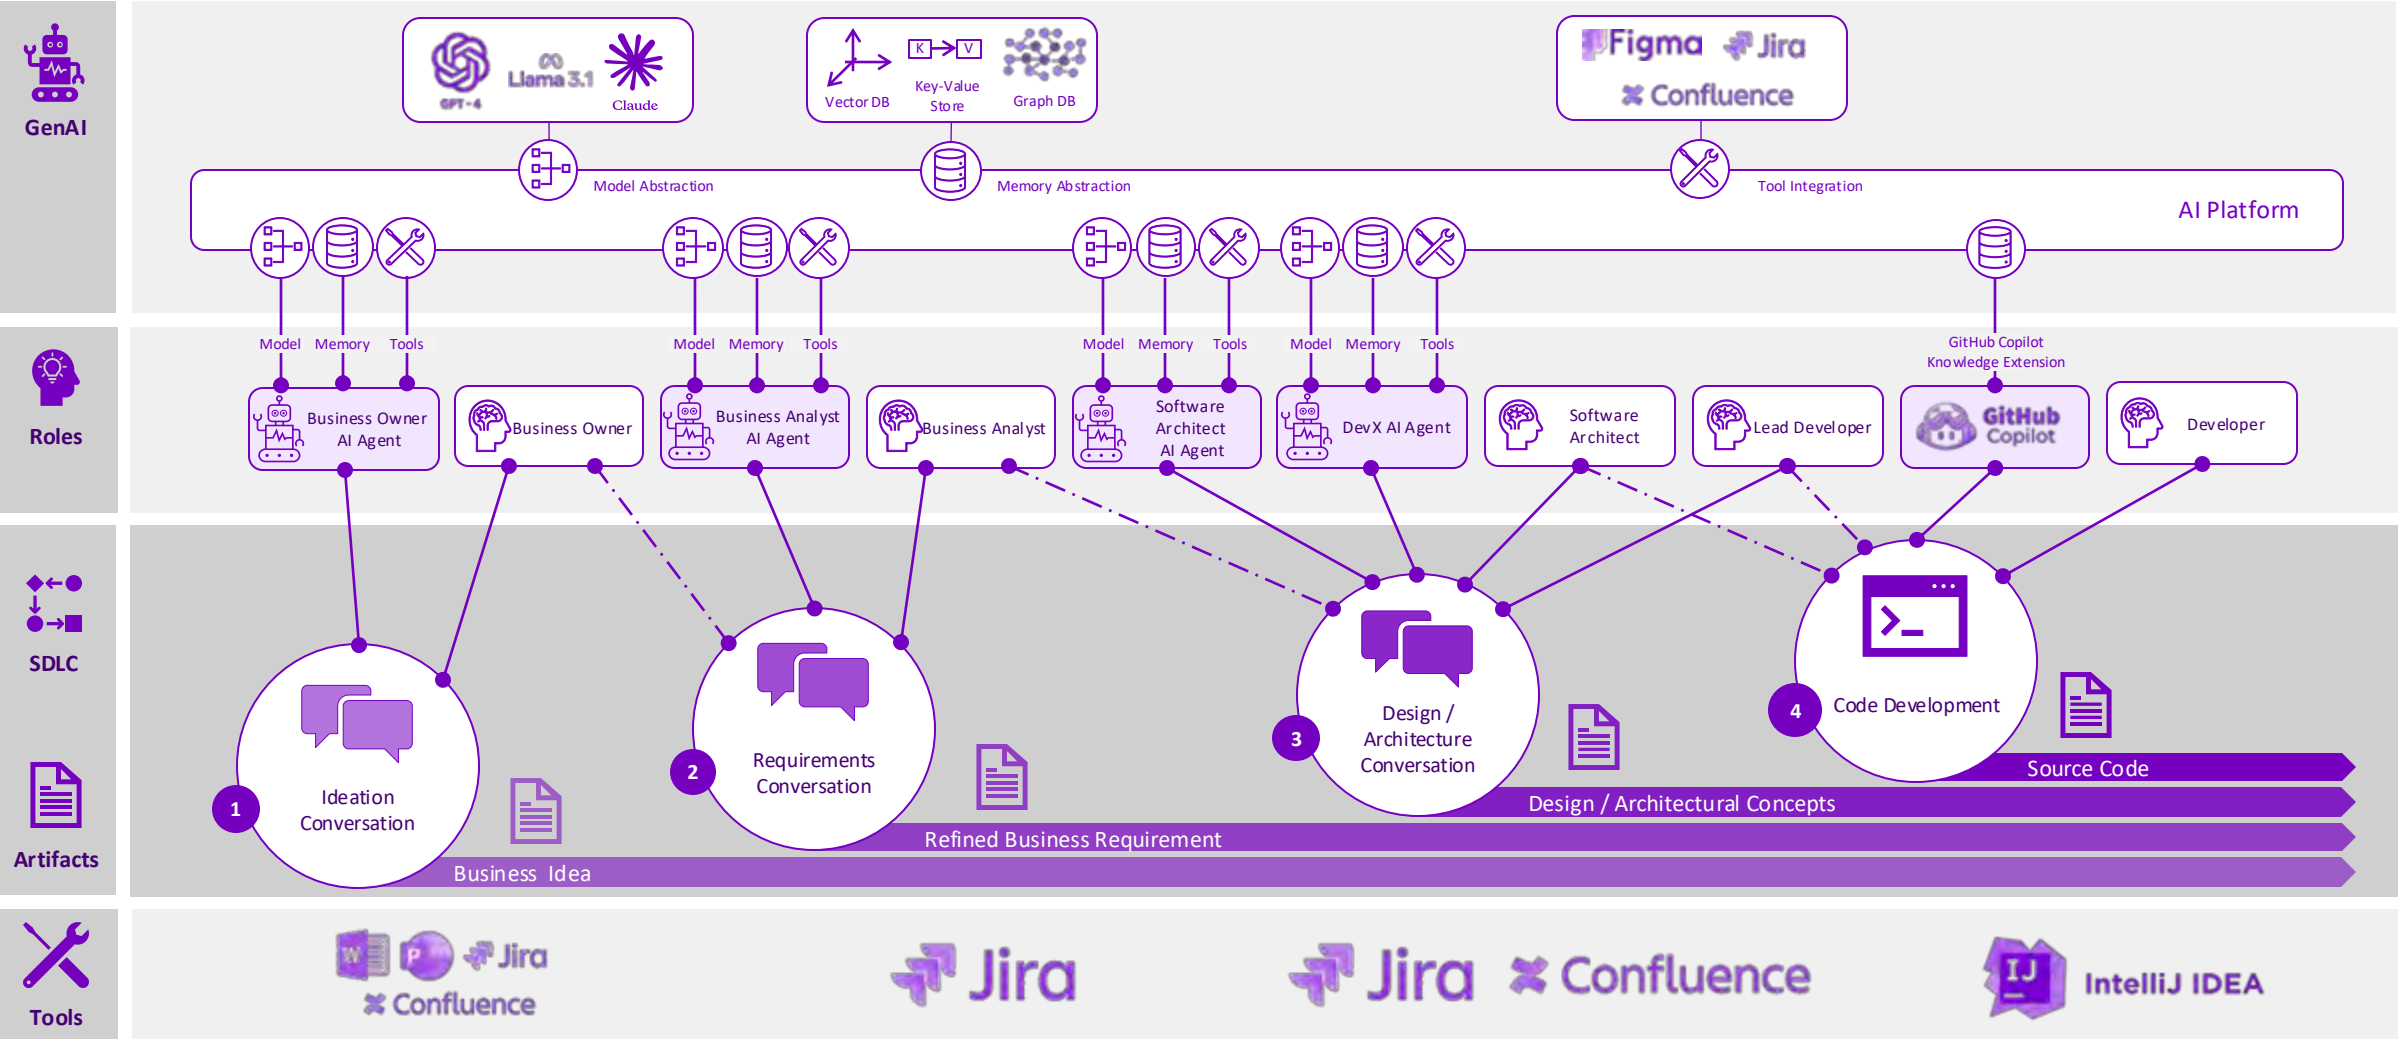 GenAI
GPT-4
Llama 3.1
Claude
Vector DB
K
V
Key-Value
Store
Graph DB
Figma
Jira
Confluence
Model Abstraction
Memory Abstraction
Tool Integration
AI Platform
Roles
Model
Memory
Tools
Model
Memory
Tools
Model
Memory
Tools
Model
Memory
Tools
GitHub Copilot
Knowledge Extension
Business Owner
AI Agent
Business Owner
Business Analyst
AI Agent
Business Analyst
Software
Architect
AI Agent
DevX AI Agent
Software
Architect
Lead Developer
GitHub
Copilot
Developer
SDLC
Artifacts
1
Ideation
Conversation
2
Requirements
Conversation
3
Design /
Architecture
Conversation
4
Code Development
Source Code
Design / Architectural Concepts
Refined Business Requirement
Business Idea
Tools
W
P
Jira
Confluence
Jira
Jira
Confluence
IJ
IntelliJ IDEA